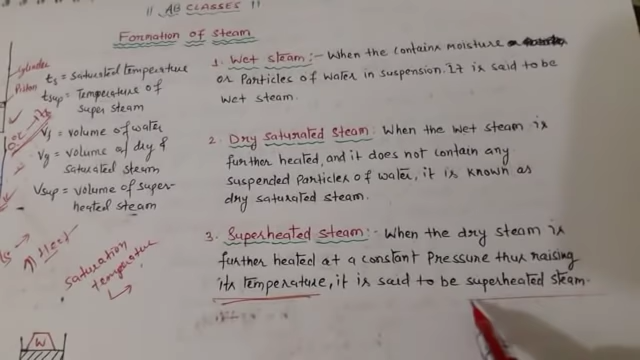 11 AB CLASSES 11
Formation of Steam
cylinder
Piston
ts = saturated temperature
tsup = Temperature of
super steam
Vf = volume of water
Vg = volume of dry &
saturated steam
Vsup = volume of super-
heated steam
saturation
temperature
W
1. Wet steam :- When the contains moisture
or Particles of water in suspension. It is said to be
wet steam.
2. Dry saturated steam : When the wet steam is
further heated, and it does not contain any
suspended particles of water, it is known as
dry saturated steam.
3. Superheated steam :- When the dry steam is
further heated at a constant pressure thus raising
its temperature, it is said to be superheated steam.